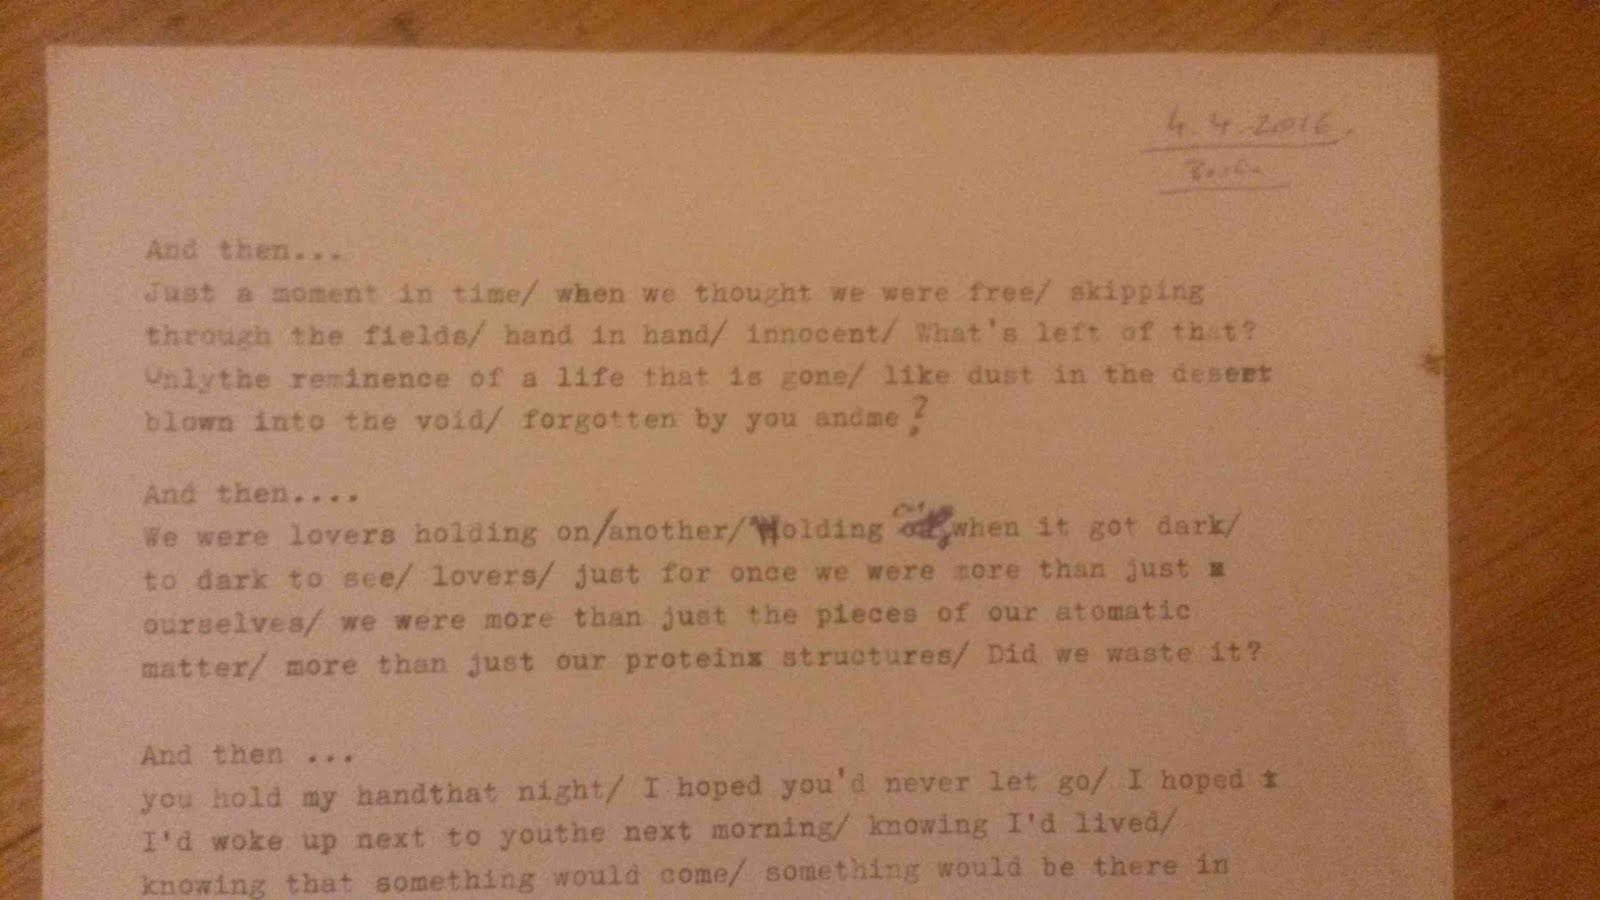 4.4.2016.
Berlin
And then...
Just a moment in time/ when we thought we were free/ skipping
through the fields/ hand in hand/ innocent/ What's left of that?
Onlythe reminence of a life that is gone/ like dust in the desert
blown into the void/ forgotten by you andme?
And then....
We were lovers holding on/another/ Holding when it got dark/
to dark to see/ lovers/ just for once we were more than just x
ourselves/ we were more than just the pieces of our atomatic
matter/ more than just our proteinx structures/ Did we waste it?
And then ...
you hold my handthat night/ I hoped you'd never let go/ I hoped
I'd woke up next to youthe next morning/ knowing I'd lived/
knowing that something would come/ something would be there in